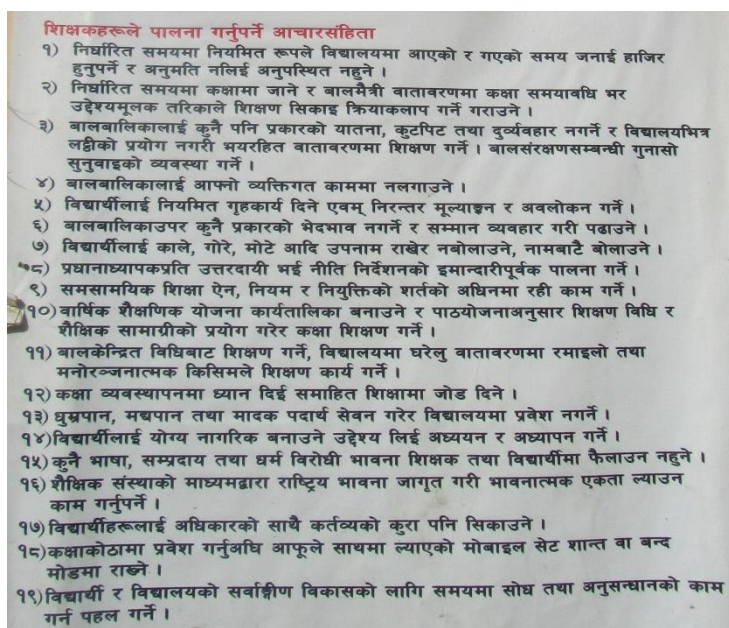 शिक्षकहरूले पालना गर्नुपर्ने आचारसंहिता
१) निर्धारित समयमा नियमित रूपले विद्यालयमा आएको र गएको समय जनाई हाजिर
हुनुपर्ने र अनुमति नलिई अनुपस्थित नहुने ।
२) निर्धारित समयमा कक्षामा जाने र बालमैत्री वातावरणमा कक्षा समयावधि भर
उद्देश्यमूलक तरिकाले शिक्षण सिकाइ क्रियाकलाप गर्ने गराउने ।
३) बालबालिकालाई कुनै पनि प्रकारको यातना, कुटपिट तथा दुर्व्यवहार नगर्ने र विद्यालयभित्र
लट्ठीको प्रयोग नगरी भयरहित वातावरणमा शिक्षण गर्ने । बालसंरक्षणसम्बन्धी गुनासो
सुनुवाइको व्यवस्था गर्ने ।
४) बालबालिकालाई आफ्नो व्यक्तिगत काममा नलगाउने ।
५) विद्यार्थीलाई नियमित गृहकार्य दिने एवम् निरन्तर मूल्याङ्कन र अवलोकन गर्ने ।
६) बालबालिकाउपर कुनै प्रकारको भेदभाव नगर्ने र सम्मान व्यवहार गरी पढाउने ।
७) विद्यार्थीलाई काले, गोरे, मोटे आदि उपनाम राखेर नबोलाउने, नामबाटै बोलाउने ।
८) प्रधानाध्यापकप्रति उत्तरदायी भई नीति निर्देशनको इमान्दारीपूर्वक पालना गर्ने ।
९) समसामयिक शिक्षा ऐन, नियम र नियुक्तिको शर्तको अधिनमा रही काम गर्ने ।
१०) वार्षिक शैक्षणिक योजना कार्यतालिका बनाउने र पाठयोजनाअनुसार शिक्षण विधि र
शैक्षिक सामाग्रीको प्रयोग गरेर कक्षा शिक्षण गर्ने ।
११) बालकेन्द्रित विधिबाट शिक्षण गर्ने, विद्यालयमा घरेलु वातावरणमा रमाइलो तथा
मनोरञ्जनात्मक किसिमले शिक्षण कार्य गर्ने ।
१२) कक्षा व्यवस्थापनमा ध्यान दिई समाहित शिक्षामा जोड दिने ।
१३) धुम्रपान, मद्यपान तथा मादक पदार्थ सेवन गरेर विद्यालयमा प्रवेश नगर्ने ।
१४) विद्यार्थीलाई योग्य नागरिक बनाउने उद्देश्य लिई अध्ययन र अध्यापन गर्ने ।
१५) कुनै भाषा, सम्प्रदाय तथा धर्म विरोधी भावना शिक्षक तथा विद्यार्थीमा फैलाउन नहुने ।
१६) शैक्षिक संस्थाको माध्यमद्वारा राष्ट्रिय भावना जागृत गरी भावनात्मक एकता ल्याउन
काम गर्नुपर्ने ।
१७) विद्यार्थीहरूलाई अधिकारको साथै कर्तव्यको कुरा पनि सिकाउने ।
१८) कक्षाकोठामा प्रवेश गर्नुअघि आफूले साथमा ल्याएको मोबाइल सेट शान्त वा बन्द
मोडमा राख्ने ।
१९) विद्यार्थी र विद्यालयको सर्वाङ्गीण विकासको लागि समयमा सोध तथा अनुसन्धानको काम
गर्न पहल गर्ने ।